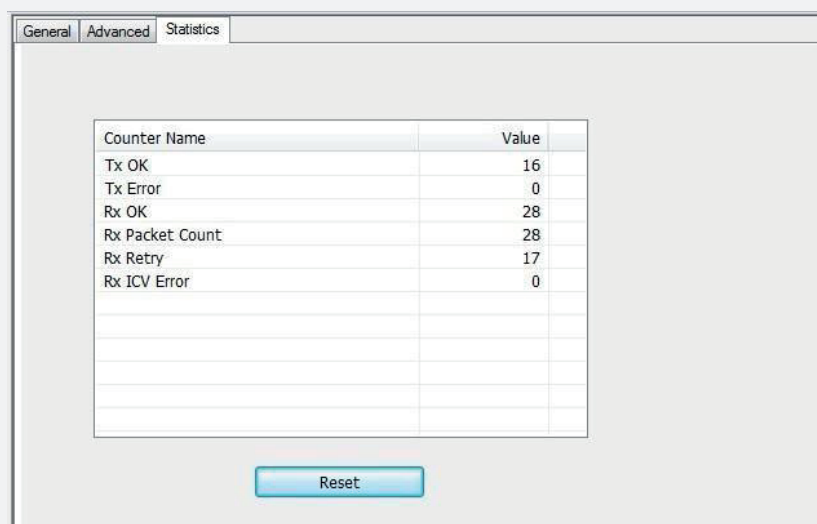 General Advanced Statistics
Counter Name Value
Tx OK 16
Tx Error 0
Rx OK 28
Rx Packet Count 28
Rx Retry 17
Rx ICV Error 0
Reset